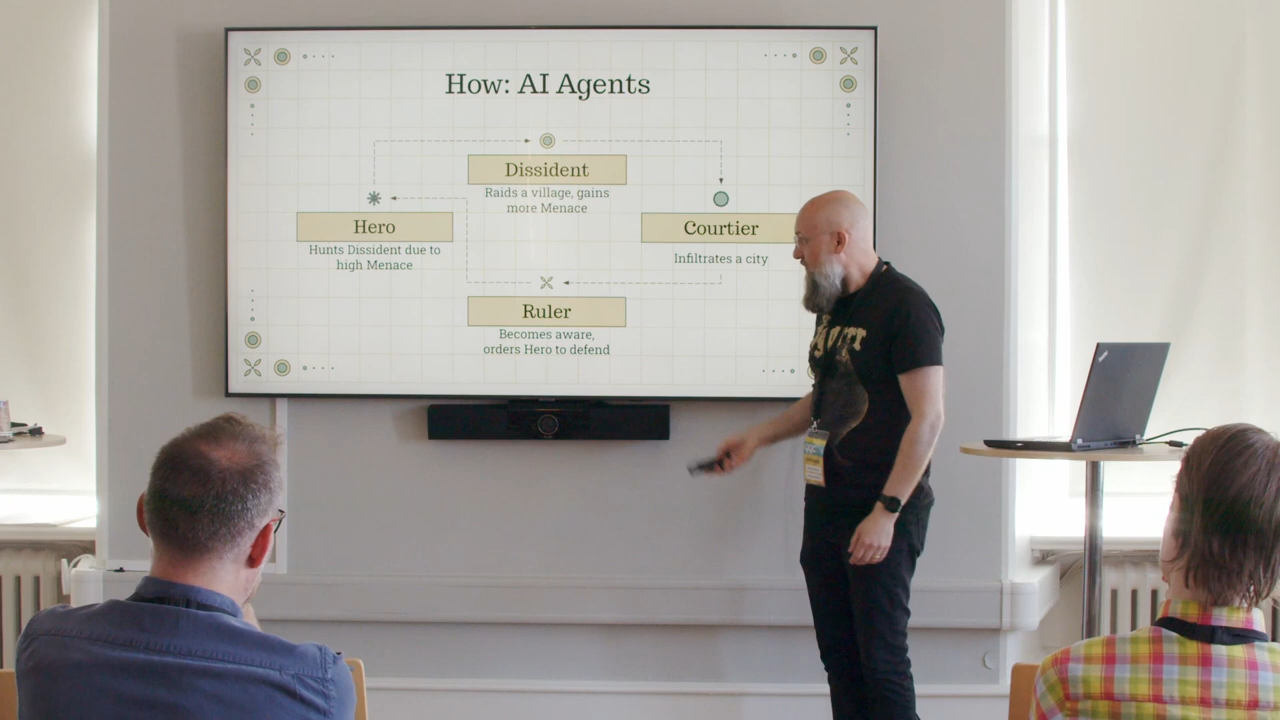 How: AI Agents
Dissident
Raids a village, gains
more Menace
Hero
Hunts Dissident due to
high Menace
Courtier
Infiltrates a city
Ruler
Becomes aware,
orders Hero to defend